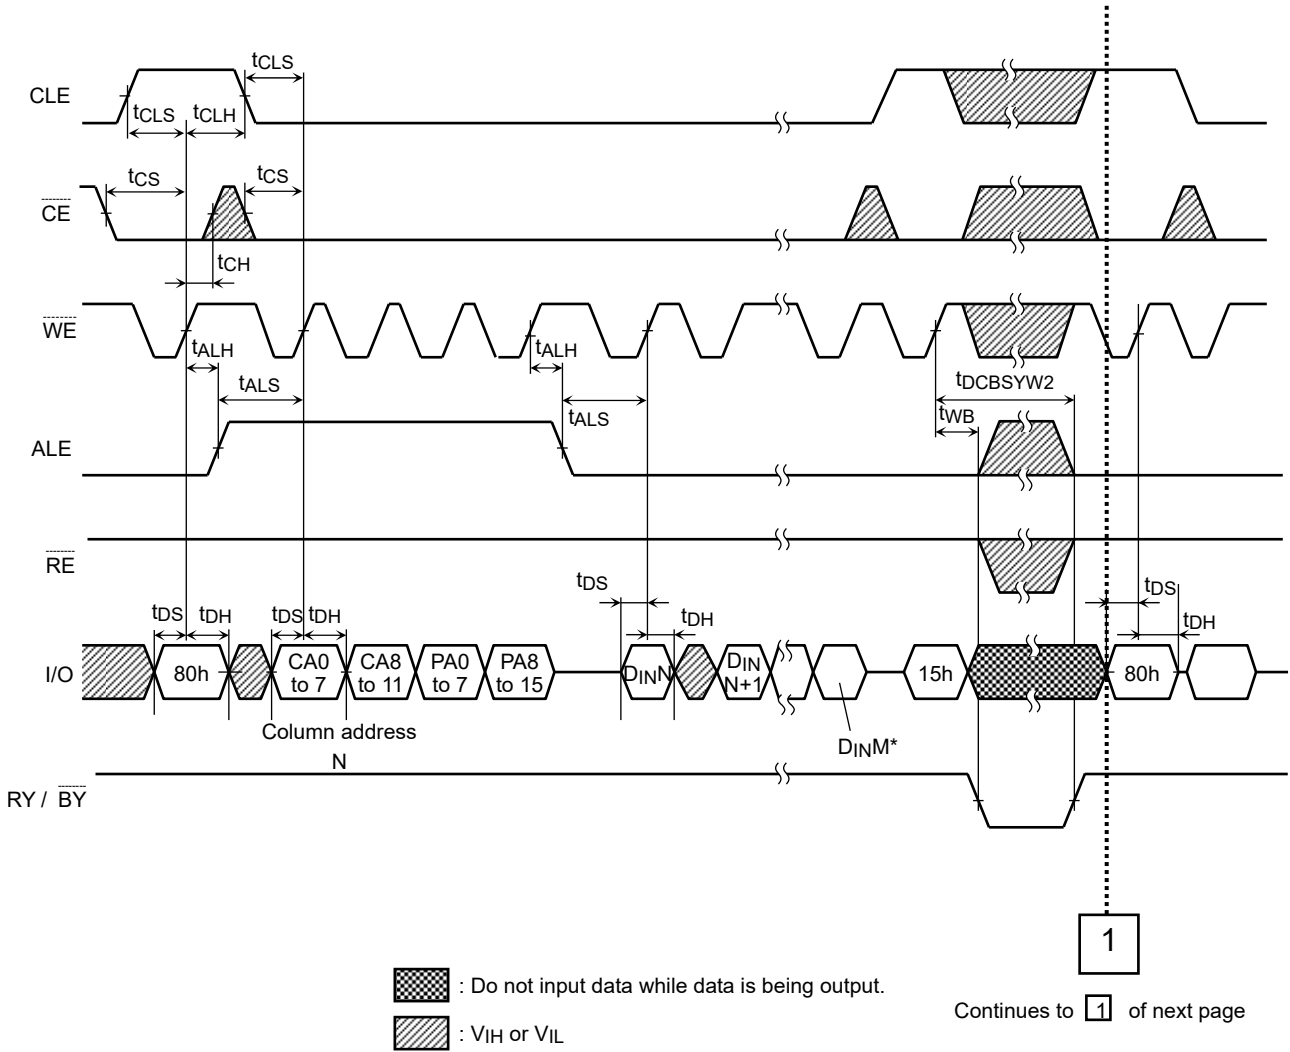 tCLS
CLE
tCLS
tCLH
tCS
tCS
CE
tCH
WE
tALH
tALH
tALS
tDCBSYW2
tALS
tWB
ALE
RE
tDS
tDS
tDS
tDH
tDS
tDH
tDH
tDH
I/O
80h
CA0 to 7
CA8 to 11
PA0 to 7
PA8 to 15
DINN
DIN N+1
15h
80h
Column address
N
DINM*
RY / BY
1
: Do not input data while data is being output.
Continues to 1 of next page
: VIH or VIL